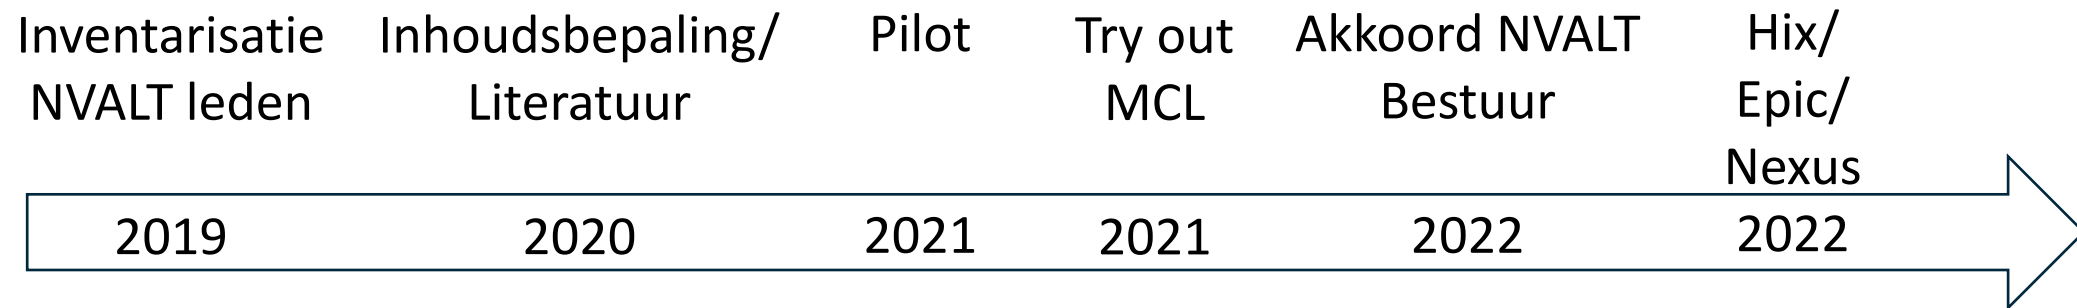 Inventarisatie
NVALT leden
Inhoudsbepaling/
Literatuur
Pilot
Try out
MCL
Akkoord NVALT
Bestuur
Hix/
Epic/
Nexus
2019
2020
2021
2021
2022
2022